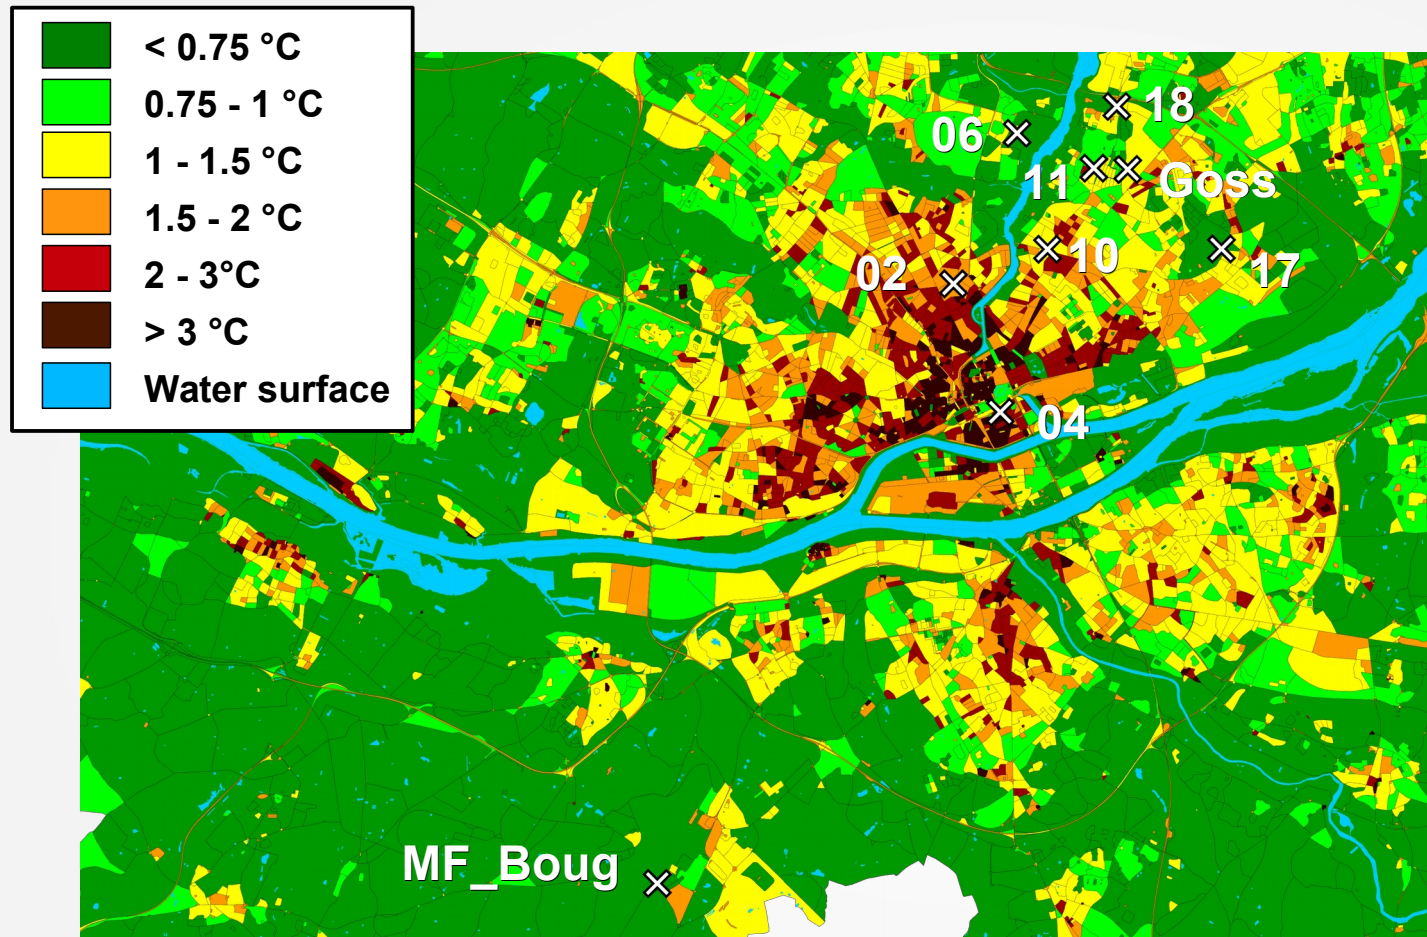 < 0.75 °C
0.75 - 1 °C
1 - 1.5 °C
1.5 - 2 °C
2 - 3°C
> 3 °C
Water surface
18
06
11
Goss
10
02
17
04
MF_Boug